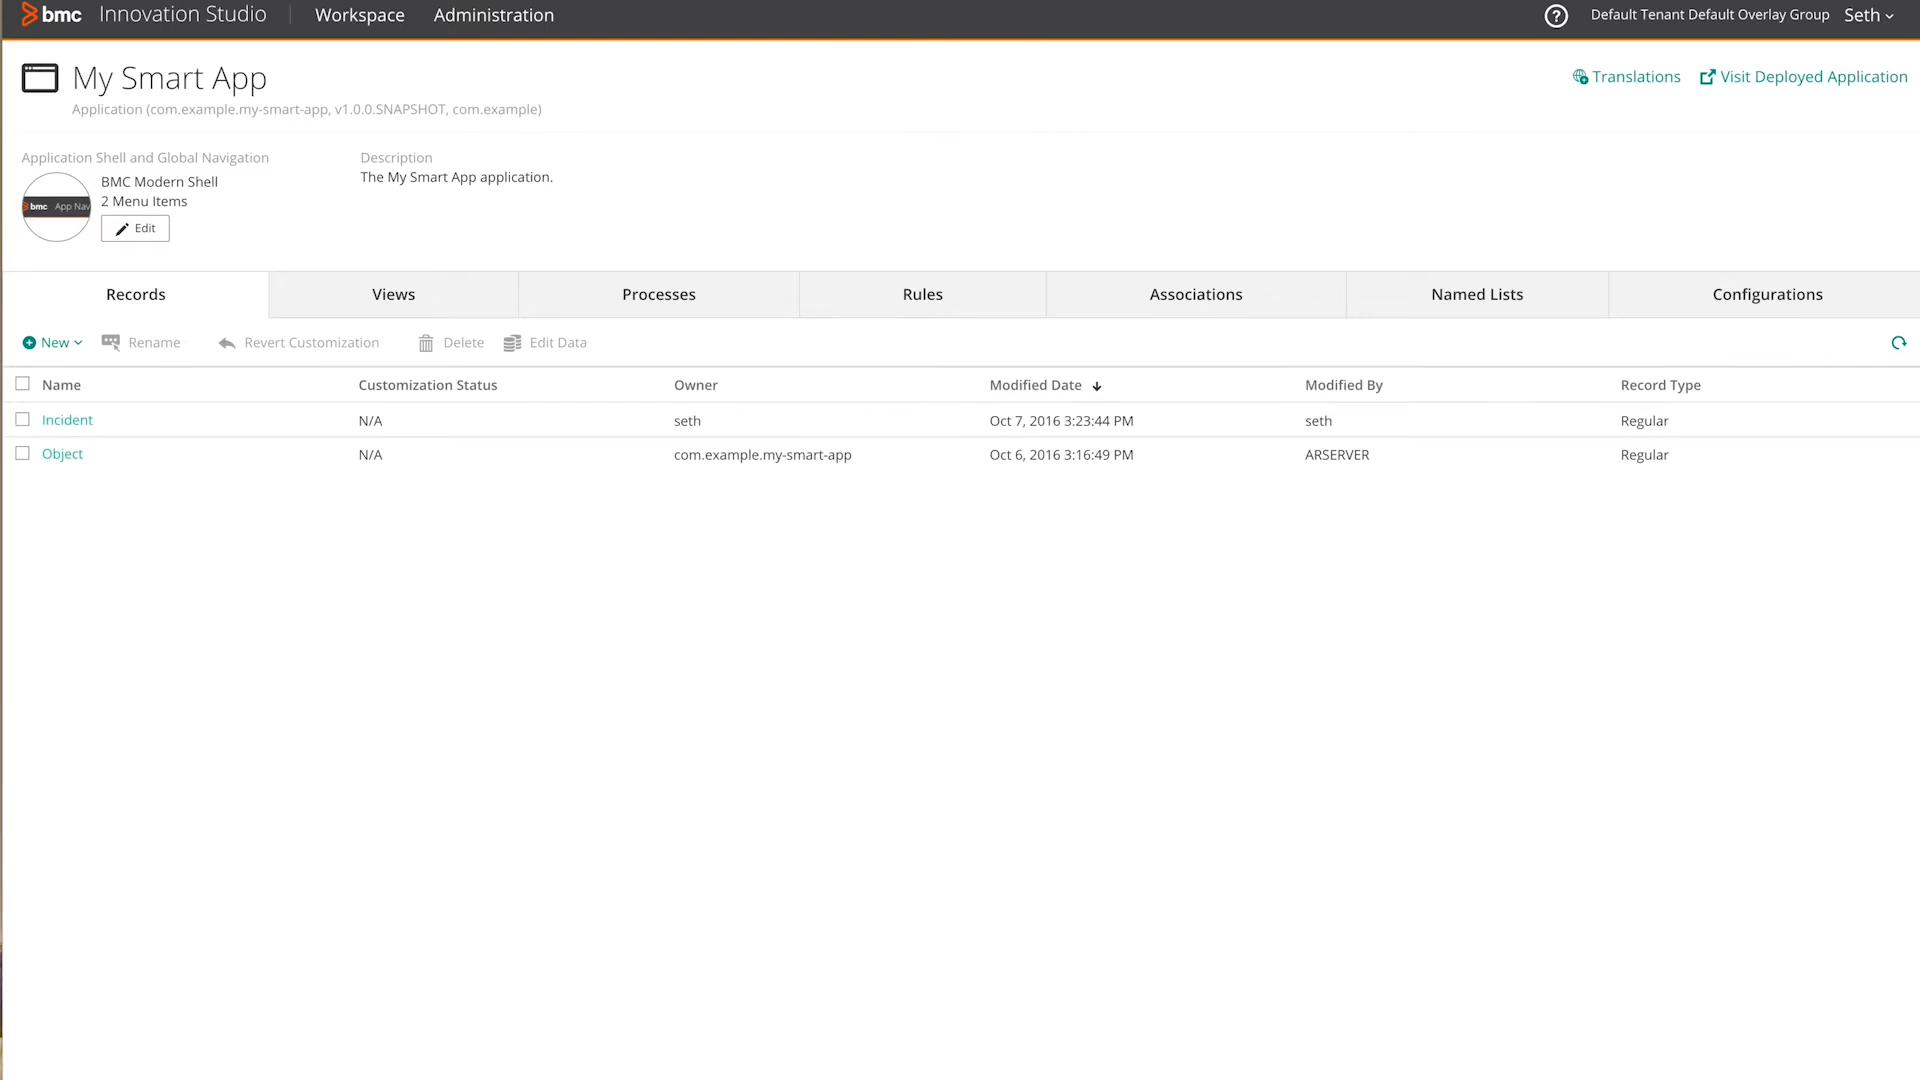 bmc Innovation Studio Workspace Administration Default Tenant Default Overlay Group Seth
My Smart App Translations Visit Deployed Application
Application (com.example.my-smart-app, v1.0.0.SNAPSHOT, com.example)
Application Shell and Global Navigation Description
BMC Modern Shell The My Smart App application.
2 Menu Items
bmc App Nav
Edit
Records Views Processes Rules Associations Named Lists Configurations
New Rename Revert Customization Delete Edit Data
Name Customization Status Owner Modified Date Modified By Record Type
Incident N/A seth Oct 7, 2016 3:23:44 PM seth Regular
Object N/A com.example.my-smart-app Oct 6, 2016 3:16:49 PM ARSERVER Regular